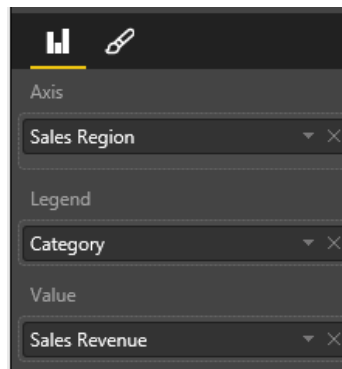 Axis
Sales Region
Legend
Category
Value
Sales Revenue